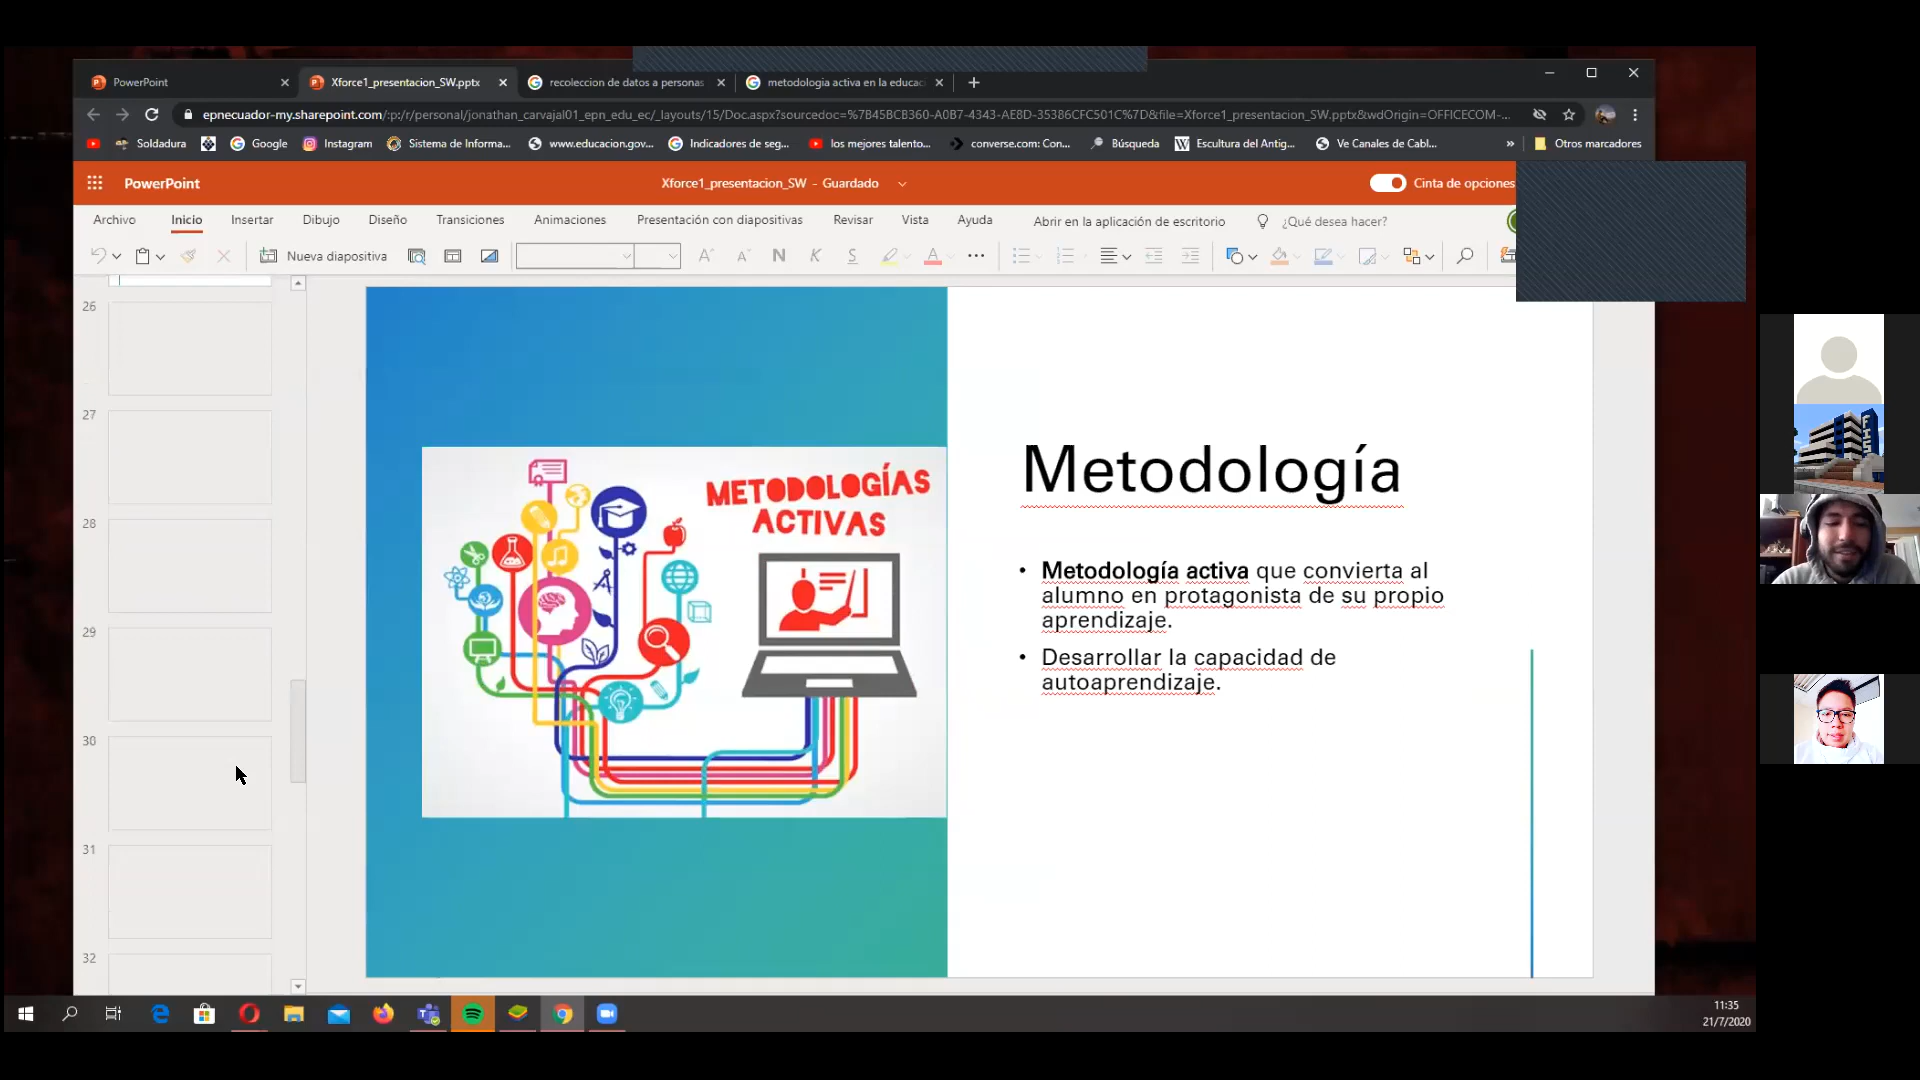 PowerPoint
Xforce1_presentacion_SW.pptx
recoleccion de datos a personas
metodologia activa en la educac
epnecuador-my.sharepoint.com/:p:/r/personal/jonathan_carvajal01_epn_edu_ec/_layouts/15/Doc.aspx?sourcedoc=%7B45BCB360-A0B7-4343-AE8D-35386CFC501C%7D&file=Xforce1_presentacion_SW.pptx&wdOrigin=OFFICECOM-...
Soldadura
Google
Instagram
Sistema de Informa...
www.educacion.gov...
Indicadores de seg...
los mejores talento...
converse.com: Con...
Búsqueda
Escultura del Antig...
Ve Canales de Cabl...
»
Otros marcadores
PowerPoint
Xforce1_presentacion_SW - Guardado
Cinta de opciones
Archivo
Inicio
Insertar
Dibujo
Diseño
Transiciones
Animaciones
Presentación con diapositivas
Revisar
Vista
Ayuda
Abrir en la aplicación de escritorio
¿Qué desea hacer?
Nueva diapositiva
N
K
S
26
27
28
29
30
31
32
METODOLOGÍAS
ACTIVAS
Metodología
• Metodología activa que convierta al
alumno en protagonista de su propio
aprendizaje.
• Desarrollar la capacidad de
autoaprendizaje.
11:35
21/7/2020